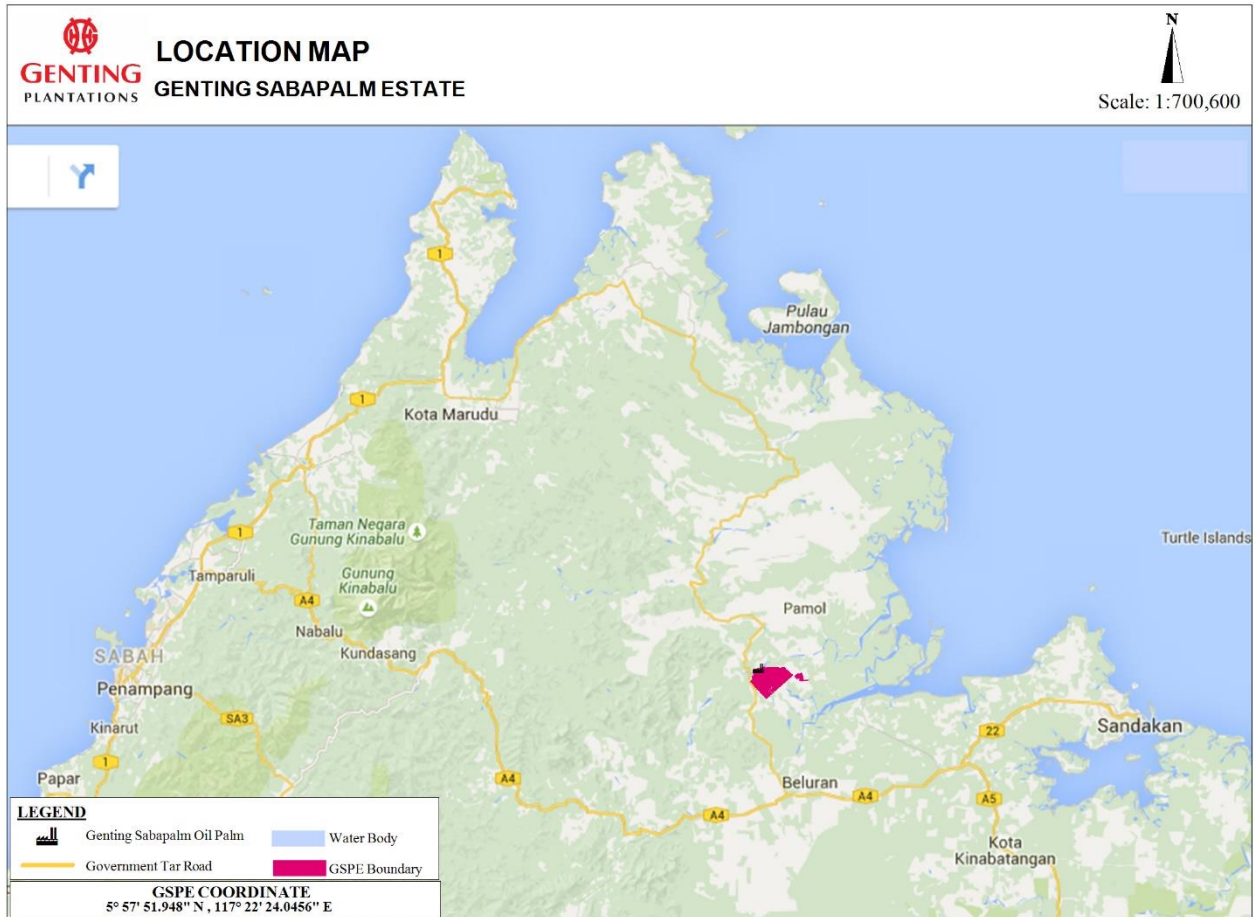 GENTING
PLANTATIONS
LOCATION MAP
GENTING SABAPALM ESTATE
N
Scale: 1:700,600
1
Pulau
Jambongan
1
Kota Marudu
1
Taman Negara
Gunung Kinabalu
Turtle Islands
Tamparuli
Gunung
Kinabalu
A4
Pamol
Nabalu
Kundasang
SABAH
Penampang
SA3
Kinarut
22
Sandakan
1
Papar
A4
Beluran
A4
A5
A4
Kota
Kinabatangan
LEGEND
Genting Sabapalm Oil Palm
Water Body
Government Tar Road
GSPE Boundary
GSPE COORDINATE
5° 57' 51.948" N , 117° 22' 24.0456" E